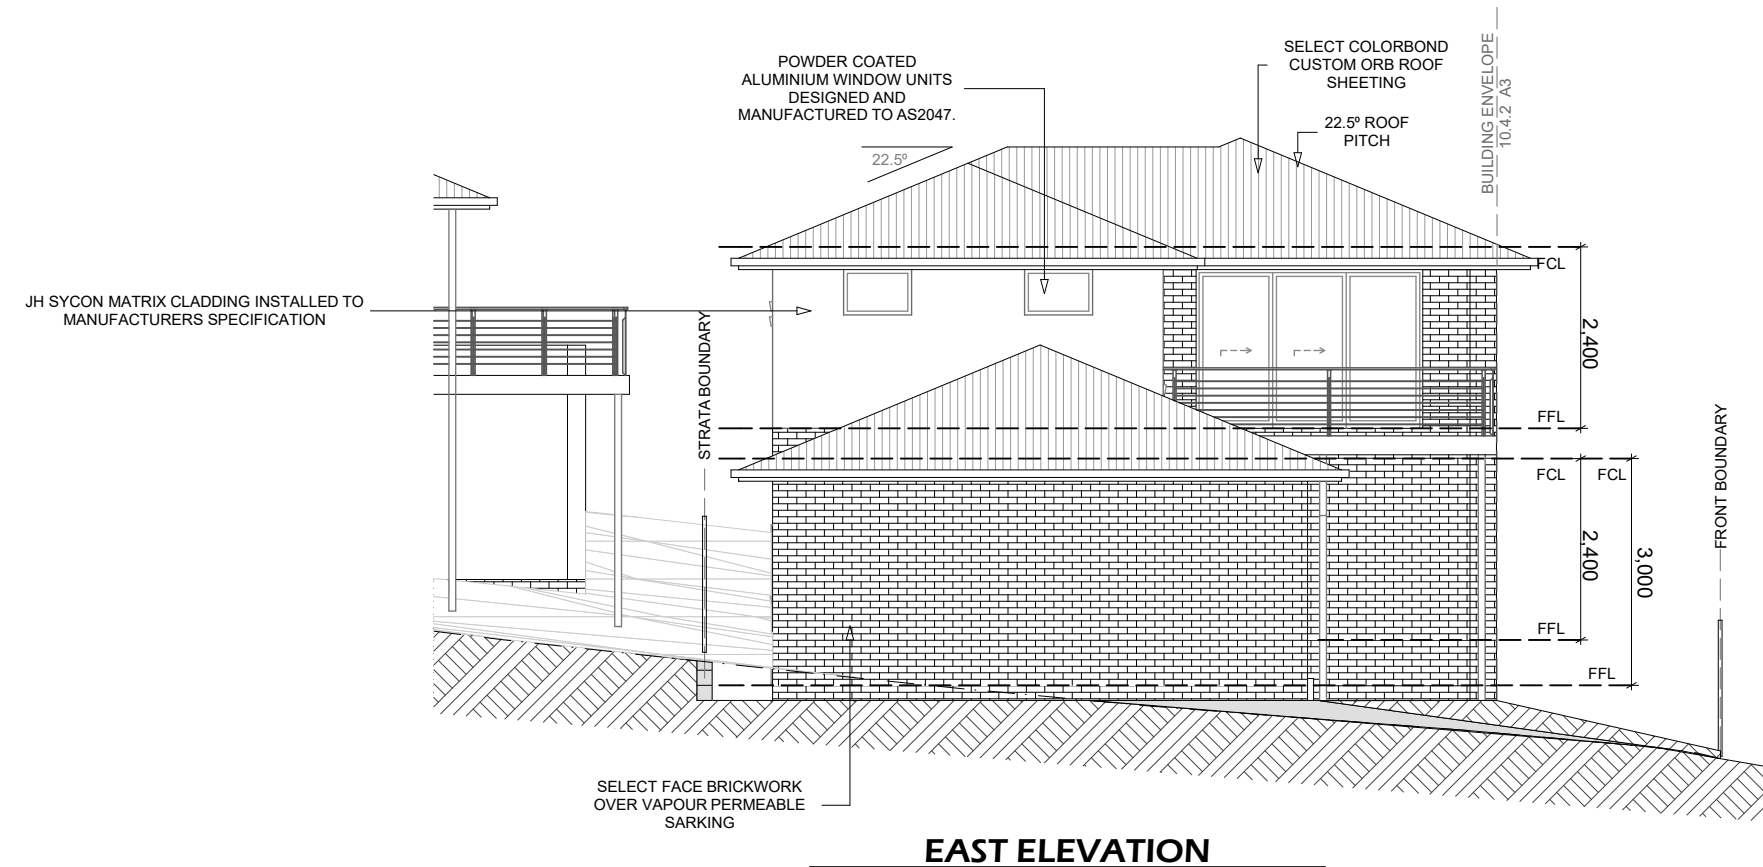 POWDER COATED
ALUMINIUM WINDOW UNITS
DESIGNED AND
MANUFACTURED TO AS2047.
SELECT COLORBOND
CUSTOM ORB ROOF
SHEETING
22.5º ROOF
PITCH
BUILDING ENVELOPE
10.4.2 A3
22.5º
JH SYCON MATRIX CLADDING INSTALLED TO
MANUFACTURERS SPECIFICATION
STRATA BOUNDARY
FCL
2,400
FFL
FCL
FCL
2,400
3,000
FFL
FFL
FRONT BOUNDARY
SELECT FACE BRICKWORK
OVER VAPOUR PERMEABLE
SARKING
EAST ELEVATION